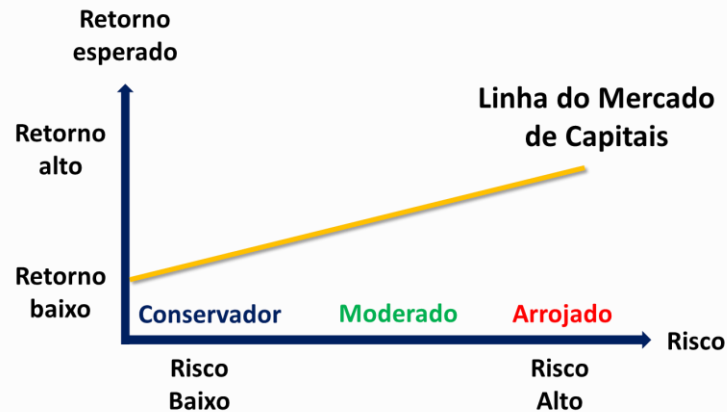 Retorno
esperado
Linha do Mercado
de Capitais
Retorno
alto
Retorno
baixo
Conservador
Moderado
Arrojado
Risco
Risco
Baixo
Risco
Alto